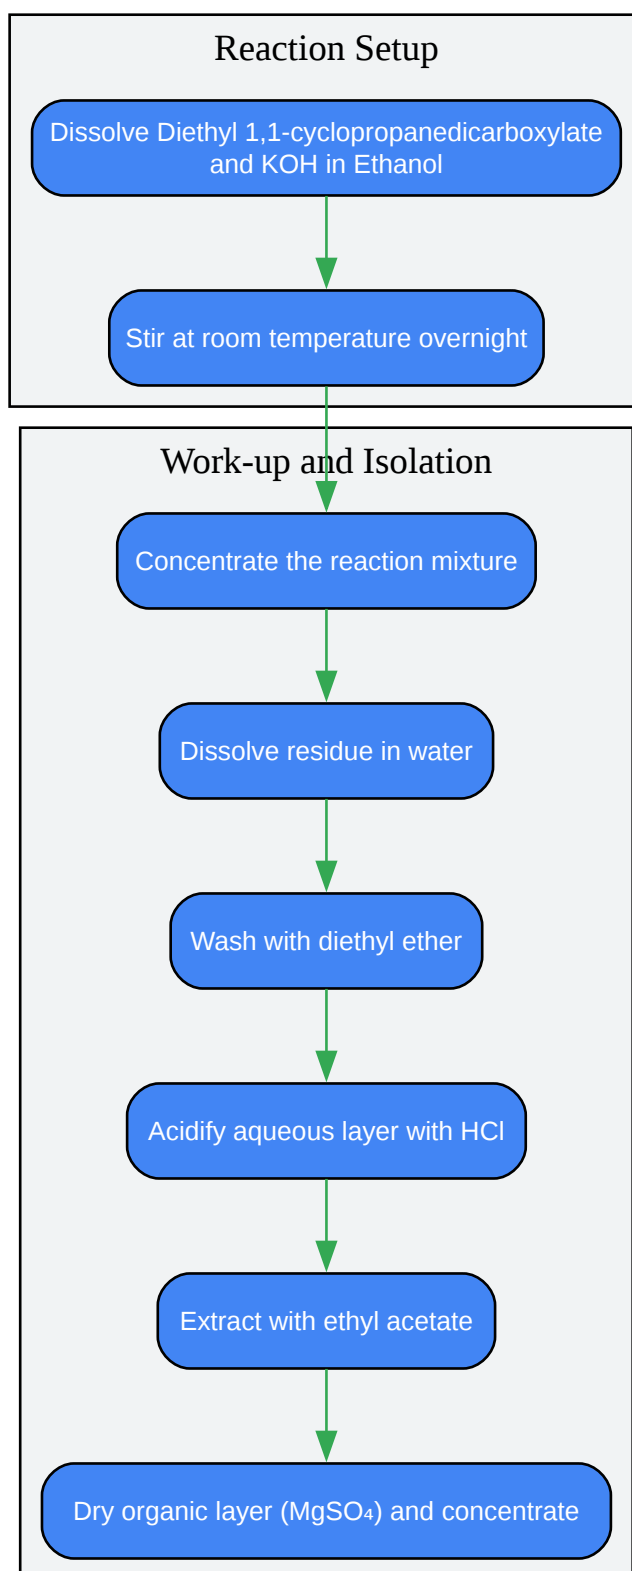 Reaction Setup
Dissolve Diethyl 1,1-cyclopropanedicarboxylate
and KOH in Ethanol
Stir at room temperature overnight
Work-up and Isolation
Concentrate the reaction mixture
Dissolve residue in water
Wash with diethyl ether
Acidify aqueous layer with HCl
Extract with ethyl acetate
Dry organic layer (MgSO₄) and concentrate